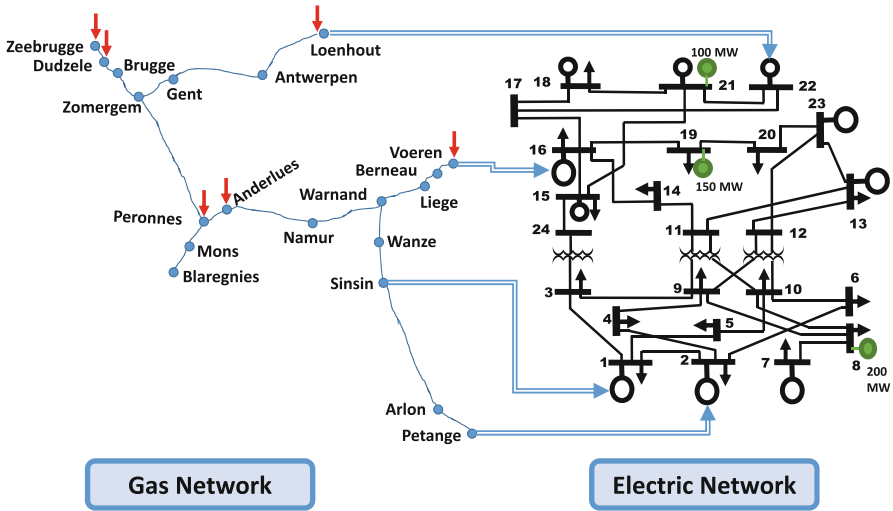 Zeebrugge
Dudzele
Brugge
Zomergem
Gent
Antwerpen
Loenhout
Voeren
Berneau
Liege
Warnand
Anderlues
Peronnes
Namur
Mons
Blaregnies
Wanze
Sinsin
Arlon
Petange
100 MW
17
18
21
22
23
16
19
20
150 MW
15
14
13
24
11
12
3
9
10
6
4
5
8
1
2
7
200
MW
Gas Network
Electric Network